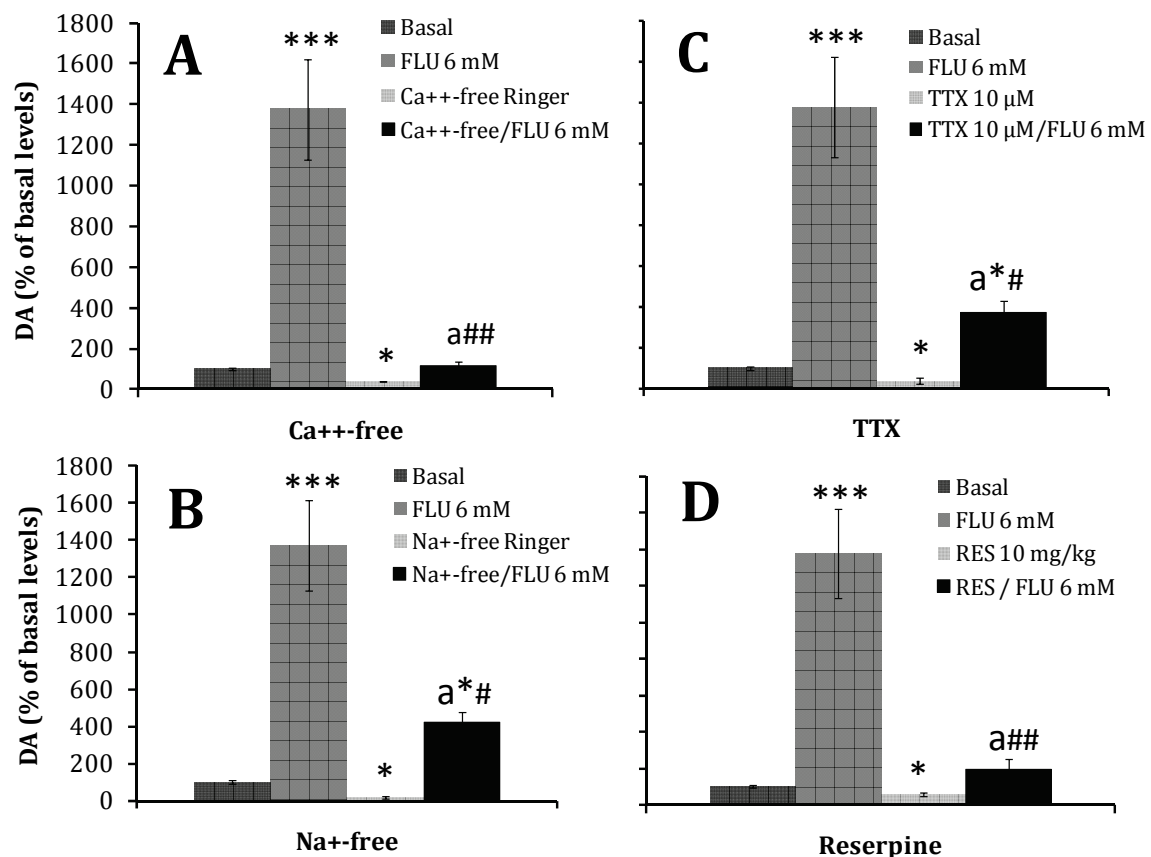 A
DA (% of basal levels)
1800
1600
1400
1200
1000
800
600
400
200
0
***
*
a##
Basal
FLU 6 mM
Ca++-free Ringer
Ca++-free/FLU 6 mM
Ca++-free
C
***
*
a*#
Basal
FLU 6 mM
TTX 10 µM
TTX 10 µM/FLU 6 mM
TTX
B
DA (% of basal levels)
1800
1600
1400
1200
1000
800
600
400
200
0
***
*
a*#
Basal
FLU 6 mM
Na+-free Ringer
Na+-free/FLU 6 mM
Na+-free
D
***
*
a##
Basal
FLU 6 mM
RES 10 mg/kg
RES / FLU 6 mM
Reserpine